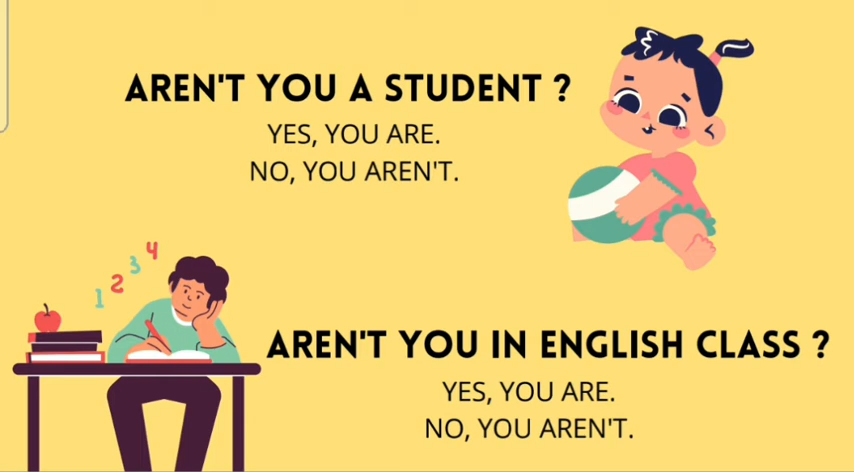 AREN'T YOU A STUDENT ?
YES, YOU ARE.
NO, YOU AREN'T.
1 2 3 4
AREN'T YOU IN ENGLISH CLASS ?
YES, YOU ARE.
NO, YOU AREN'T.